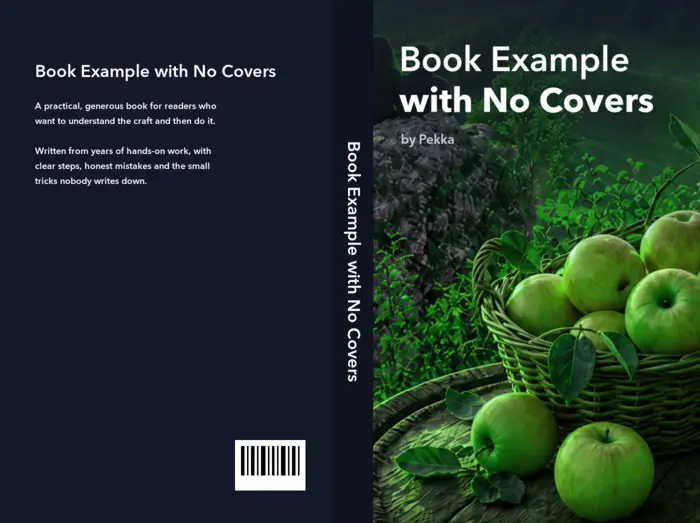 Book Example with No Covers
A practical, generous book for readers who
want to understand the craft and then do it.
Written from years of hands-on work, with
clear steps, honest mistakes and the small
tricks nobody writes down.
Book Example with No Covers
Book Example
with No Covers
by Pekka